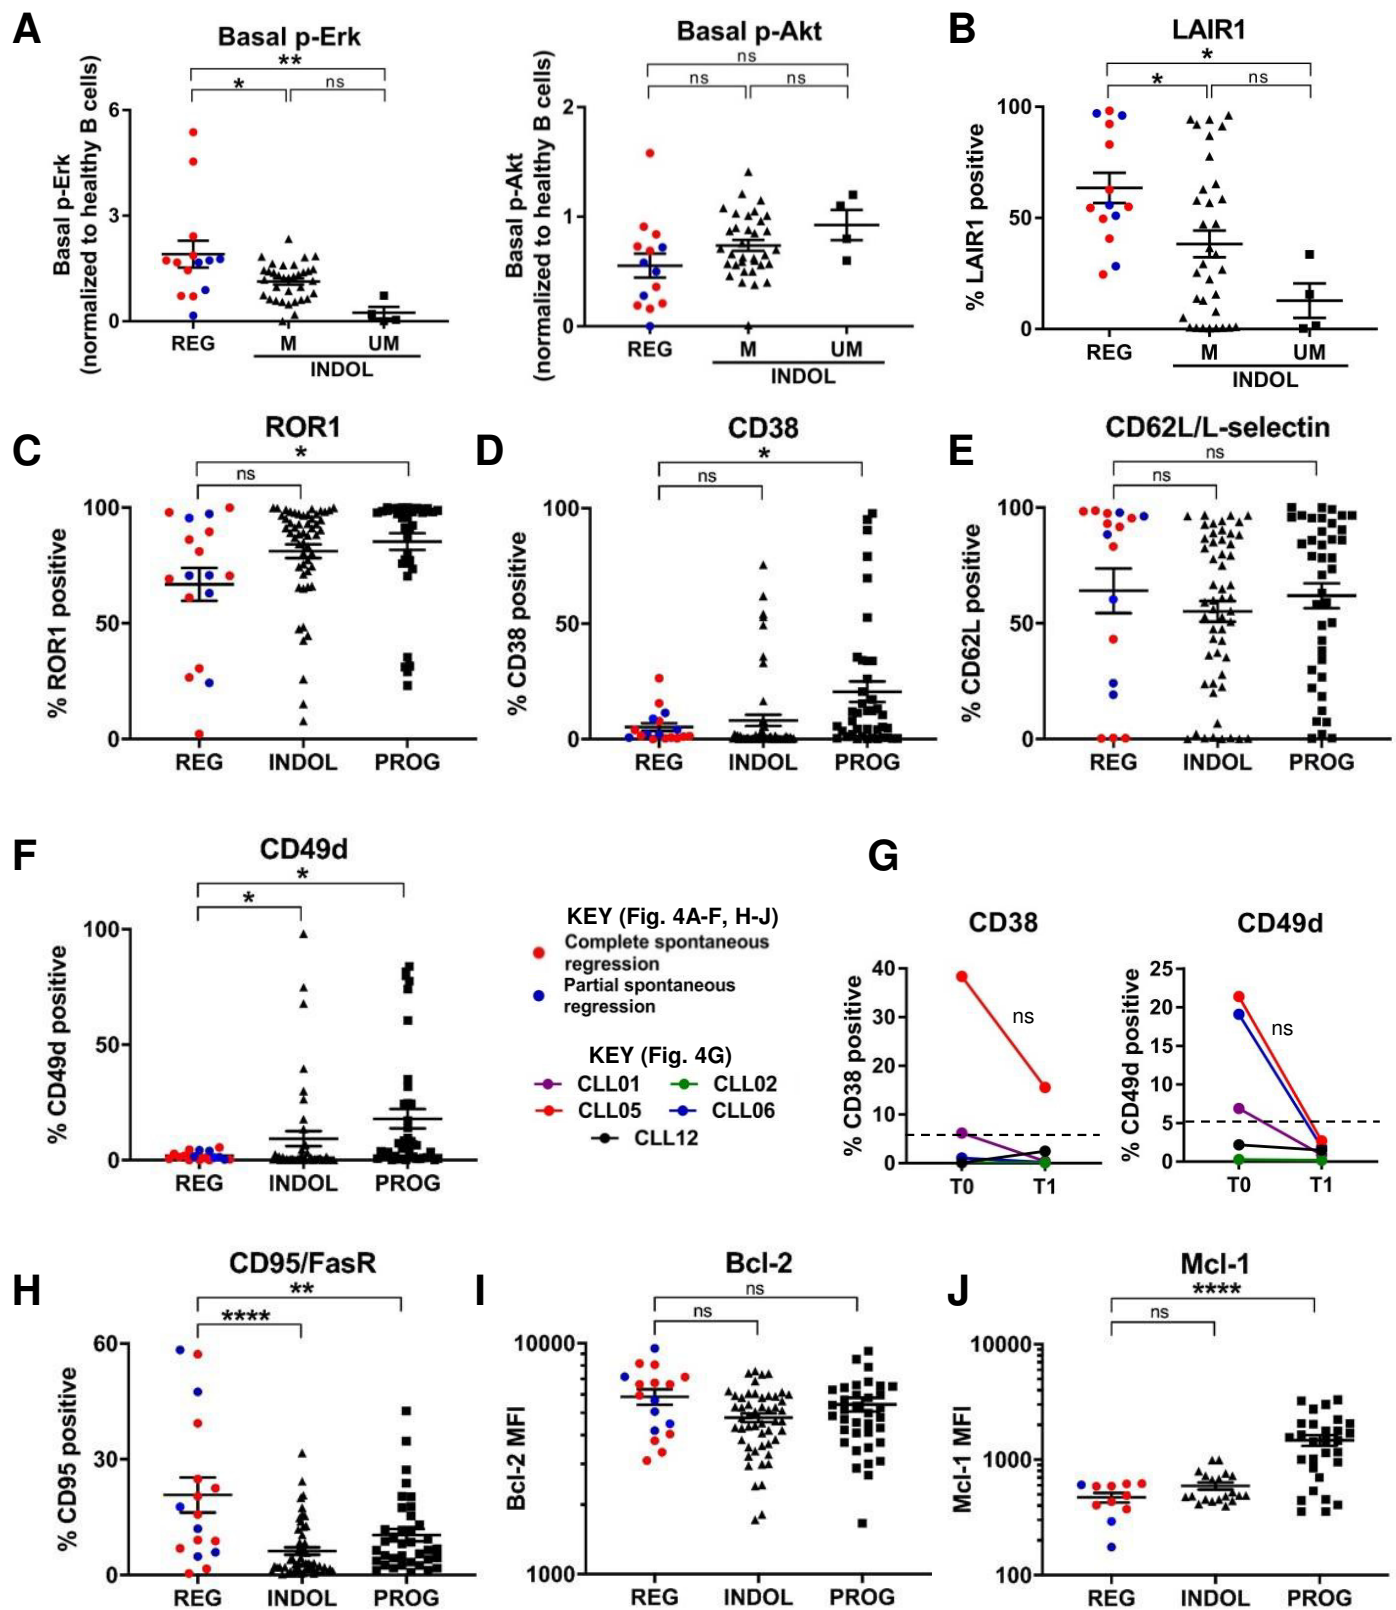 A
Basal p-Erk
**
*
ns
Basal p-Erk
(normalized to healthy B cells)
6
3
0
REG
M
UM
INDOL
Basal p-Akt
ns
ns
ns
Basal p-Akt
(normalized to healthy B cells)
2
1
0
REG
M
UM
INDOL
B
LAIR1
*
*
ns
% LAIR1 positive
100
50
0
REG
M
UM
INDOL
C
ROR1
*
ns
% ROR1 positive
100
50
0
REG
INDOL
PROG
D
CD38
*
ns
% CD38 positive
100
50
0
REG
INDOL
PROG
E
CD62L/L-selectin
ns
ns
% CD62L positive
100
50
0
REG
INDOL
PROG
F
CD49d
*
*
% CD49d positive
100
50
0
REG
INDOL
PROG
KEY (Fig. 4A-F, H-J)
Complete spontaneous
regression
Partial spontaneous
regression
KEY (Fig. 4G)
CLL01
CLL02
CLL05
CLL06
CLL12
G
CD38
% CD38 positive
40
30
20
10
0
ns
T0
T1
CD49d
% CD49d positive
25
20
15
10
5
0
ns
T0
T1
H
CD95/FasR
**
****
% CD95 positive
60
30
0
REG
INDOL
PROG
I
Bcl-2
ns
ns
Bcl-2 MFI
10000
1000
REG
INDOL
PROG
J
Mcl-1
****
ns
Mcl-1 MFI
10000
1000
100
REG
INDOL
PROG